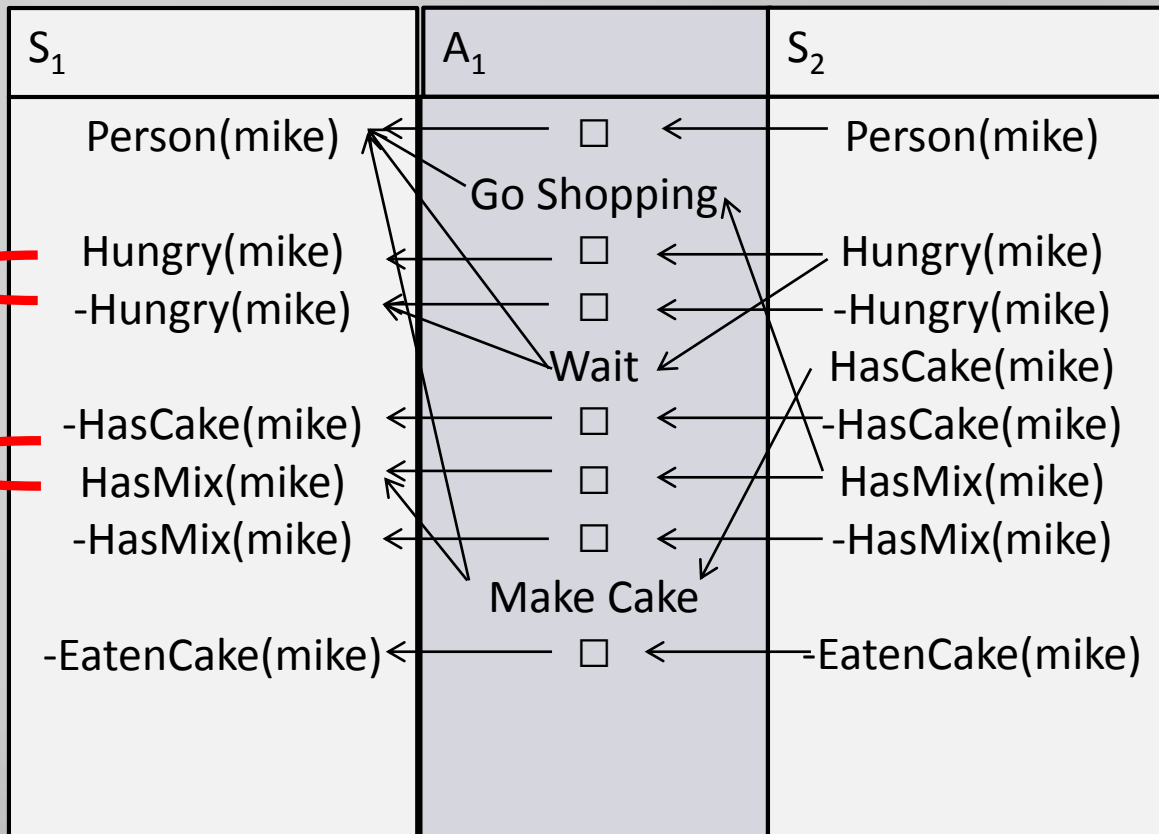 S₁ A₁ S₂
Person(mike) □ Person(mike)
Go Shopping
Hungry(mike) □ Hungry(mike)
-Hungry(mike) □ -Hungry(mike)
Wait HasCake(mike)
-HasCake(mike) □ -HasCake(mike)
HasMix(mike) □ HasMix(mike)
-HasMix(mike) □ -HasMix(mike)
Make Cake
-EatenCake(mike) □ -EatenCake(mike)